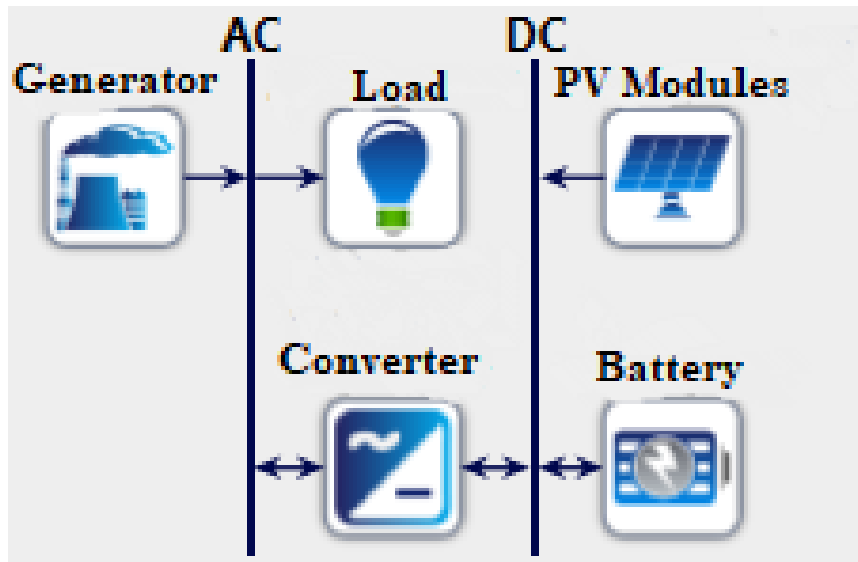 AC
DC
Generator
Load
PV Modules
Converter
Battery